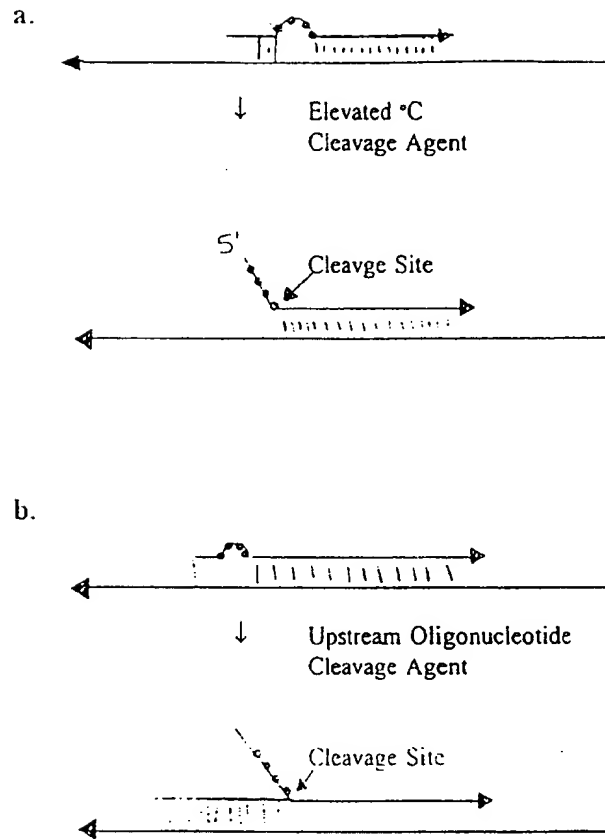 a.
↓ Elevated °C
Cleavage Agent
5'
Cleavge Site
b.
↓ Upstream Oligonucleotide
Cleavage Agent
Cleavage Site